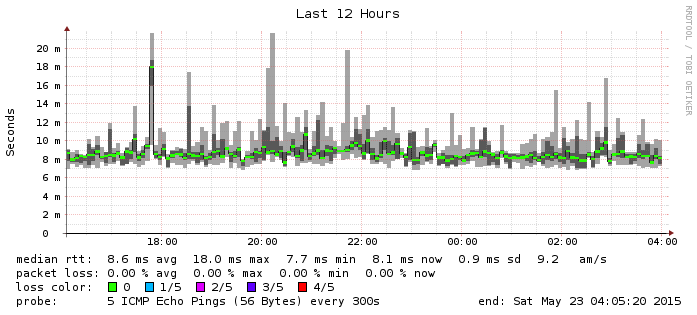 Last 12 Hours
RRDTOOL / TOBI OETIKER
Seconds
20 m
18 m
16 m
14 m
12 m
10 m
8 m
6 m
4 m
2 m
0
18:00 20:00 22:00 00:00 02:00 04:00
median rtt: 8.6 ms avg 18.0 ms max 7.7 ms min 8.1 ms now 0.9 ms sd 9.2 am/s
packet loss: 0.00 % avg 0.00 % max 0.00 % min 0.00 % now
loss color: 0 1/5 2/5 3/5 4/5
probe: 5 ICMP Echo Pings (56 Bytes) every 300s end: Sat May 23 04:05:20 2015